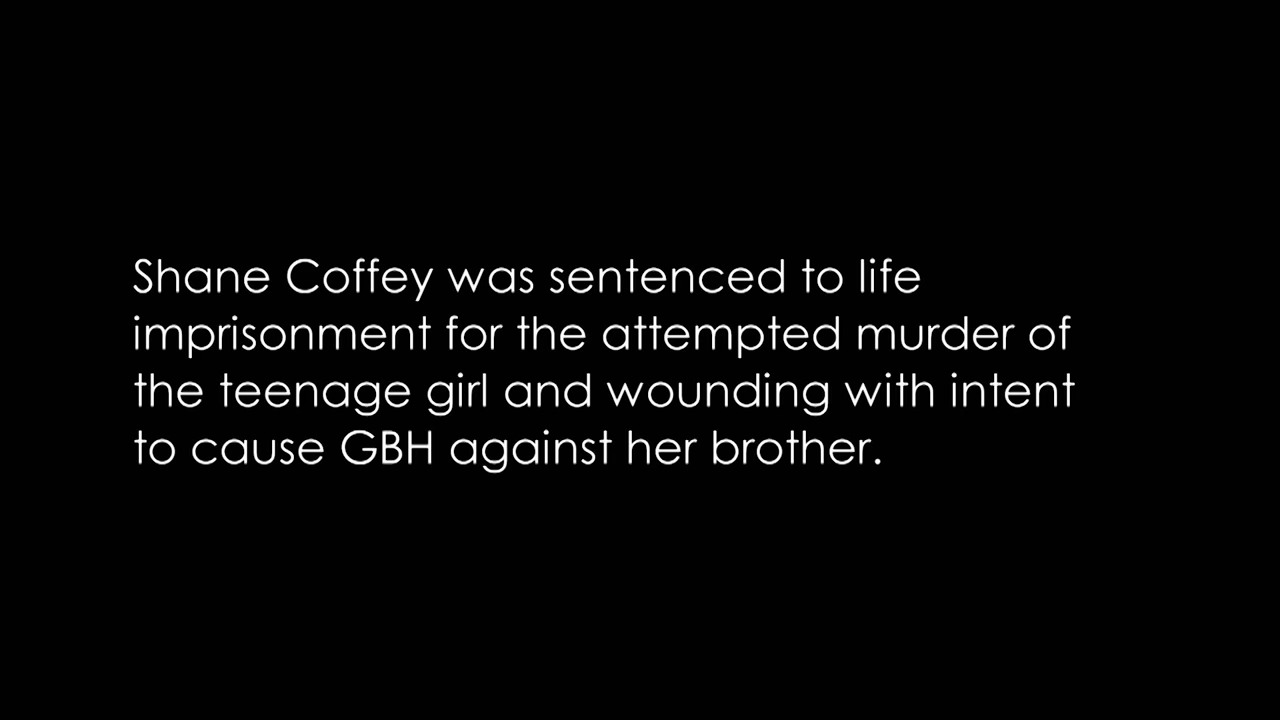 Shane Coffey was sentenced to life
imprisonment for the attempted murder of
the teenage girl and wounding with intent
to cause GBH against her brother.